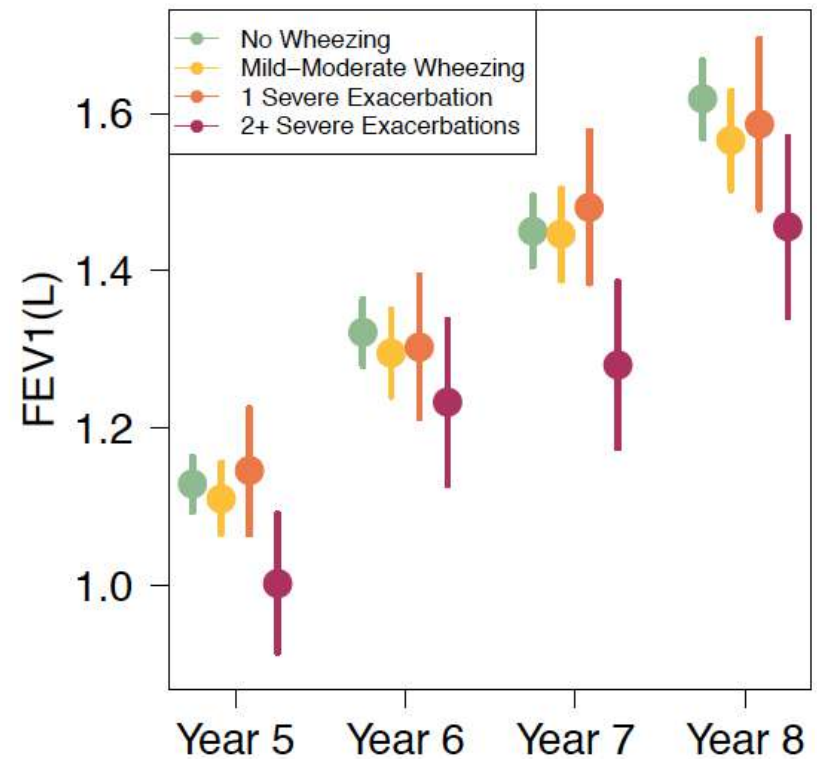 No Wheezing
Mild–Moderate Wheezing
1 Severe Exacerbation
2+ Severe Exacerbations
FEV1(L)
1.6
1.4
1.2
1.0
Year 5 Year 6 Year 7 Year 8